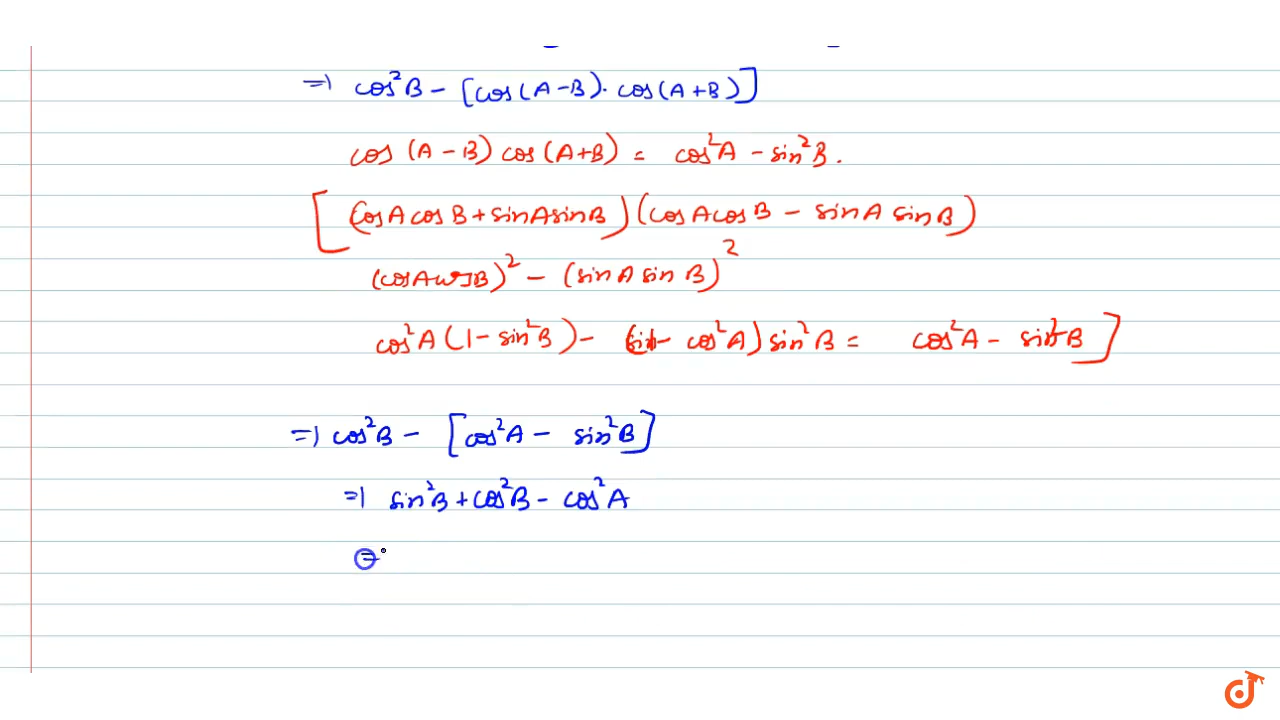 =) cos²B - [cos(A-B). cos(A+B)]
cos (A-B) cos(A+B) = cos²A - sin²B.
[(cosA cosB + sinA sinB) (cosA cosB - sinA sinB)
(cosA cosB)² - (sinA sinB)²
cos²A (1 - sin²B) - (1 - cos²A) sin²B = cos²A - sin²B]
=) cos²B - [cos²A - sin²B]
=) sin²B + cos²B - cos²A
=